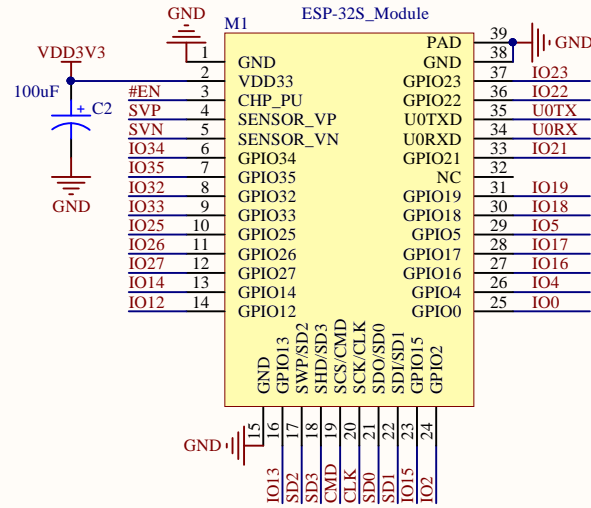 GND
ESP-32S_Module
M1
VDD3V3
100uF
+
C2
GND
1 GND
2 VDD33
#EN 3 CHP_PU
SVP 4 SENSOR_VP
SVN 5 SENSOR_VN
IO34 6 GPIO34
IO35 7 GPIO35
IO32 8 GPIO32
IO33 9 GPIO33
IO25 10 GPIO25
IO26 11 GPIO26
IO27 12 GPIO27
IO14 13 GPIO14
IO12 14 GPIO12
PAD 39
GND
GND 38
GPIO23 37 IO23
GPIO22 36 IO22
U0TXD 35 U0TX
U0RXD 34 U0RX
GPIO21 33 IO21
NC 32
GPIO19 31 IO19
GPIO18 30 IO18
GPIO5 29 IO5
GPIO17 28 IO17
GPIO16 27 IO16
GPIO4 26 IO4
GPIO0 25 IO0
GND
GND 15
GPIO13 16 IO13
SWP/SD2 17 SD2
SHD/SD3 18 SD3
SCS/CMD 19 CMD
SCK/CLK 20 CLK
SDO/SD0 21 SD0
SDI/SD1 22 SD1
GPIO15 23 IO15
GPIO2 24 IO2